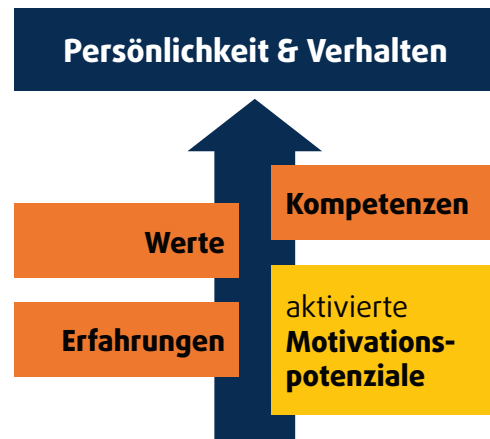 Persönlichkeit & Verhalten
Kompetenzen
Werte
Erfahrungen
aktivierte
Motivations-
potenziale